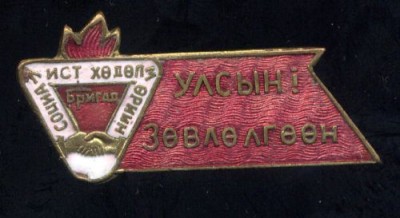 СОЦИАЛИСТ ХӨДӨЛМӨРИЙН
бригад
УЛСЫН I
ЗӨВЛӨЛГӨӨН